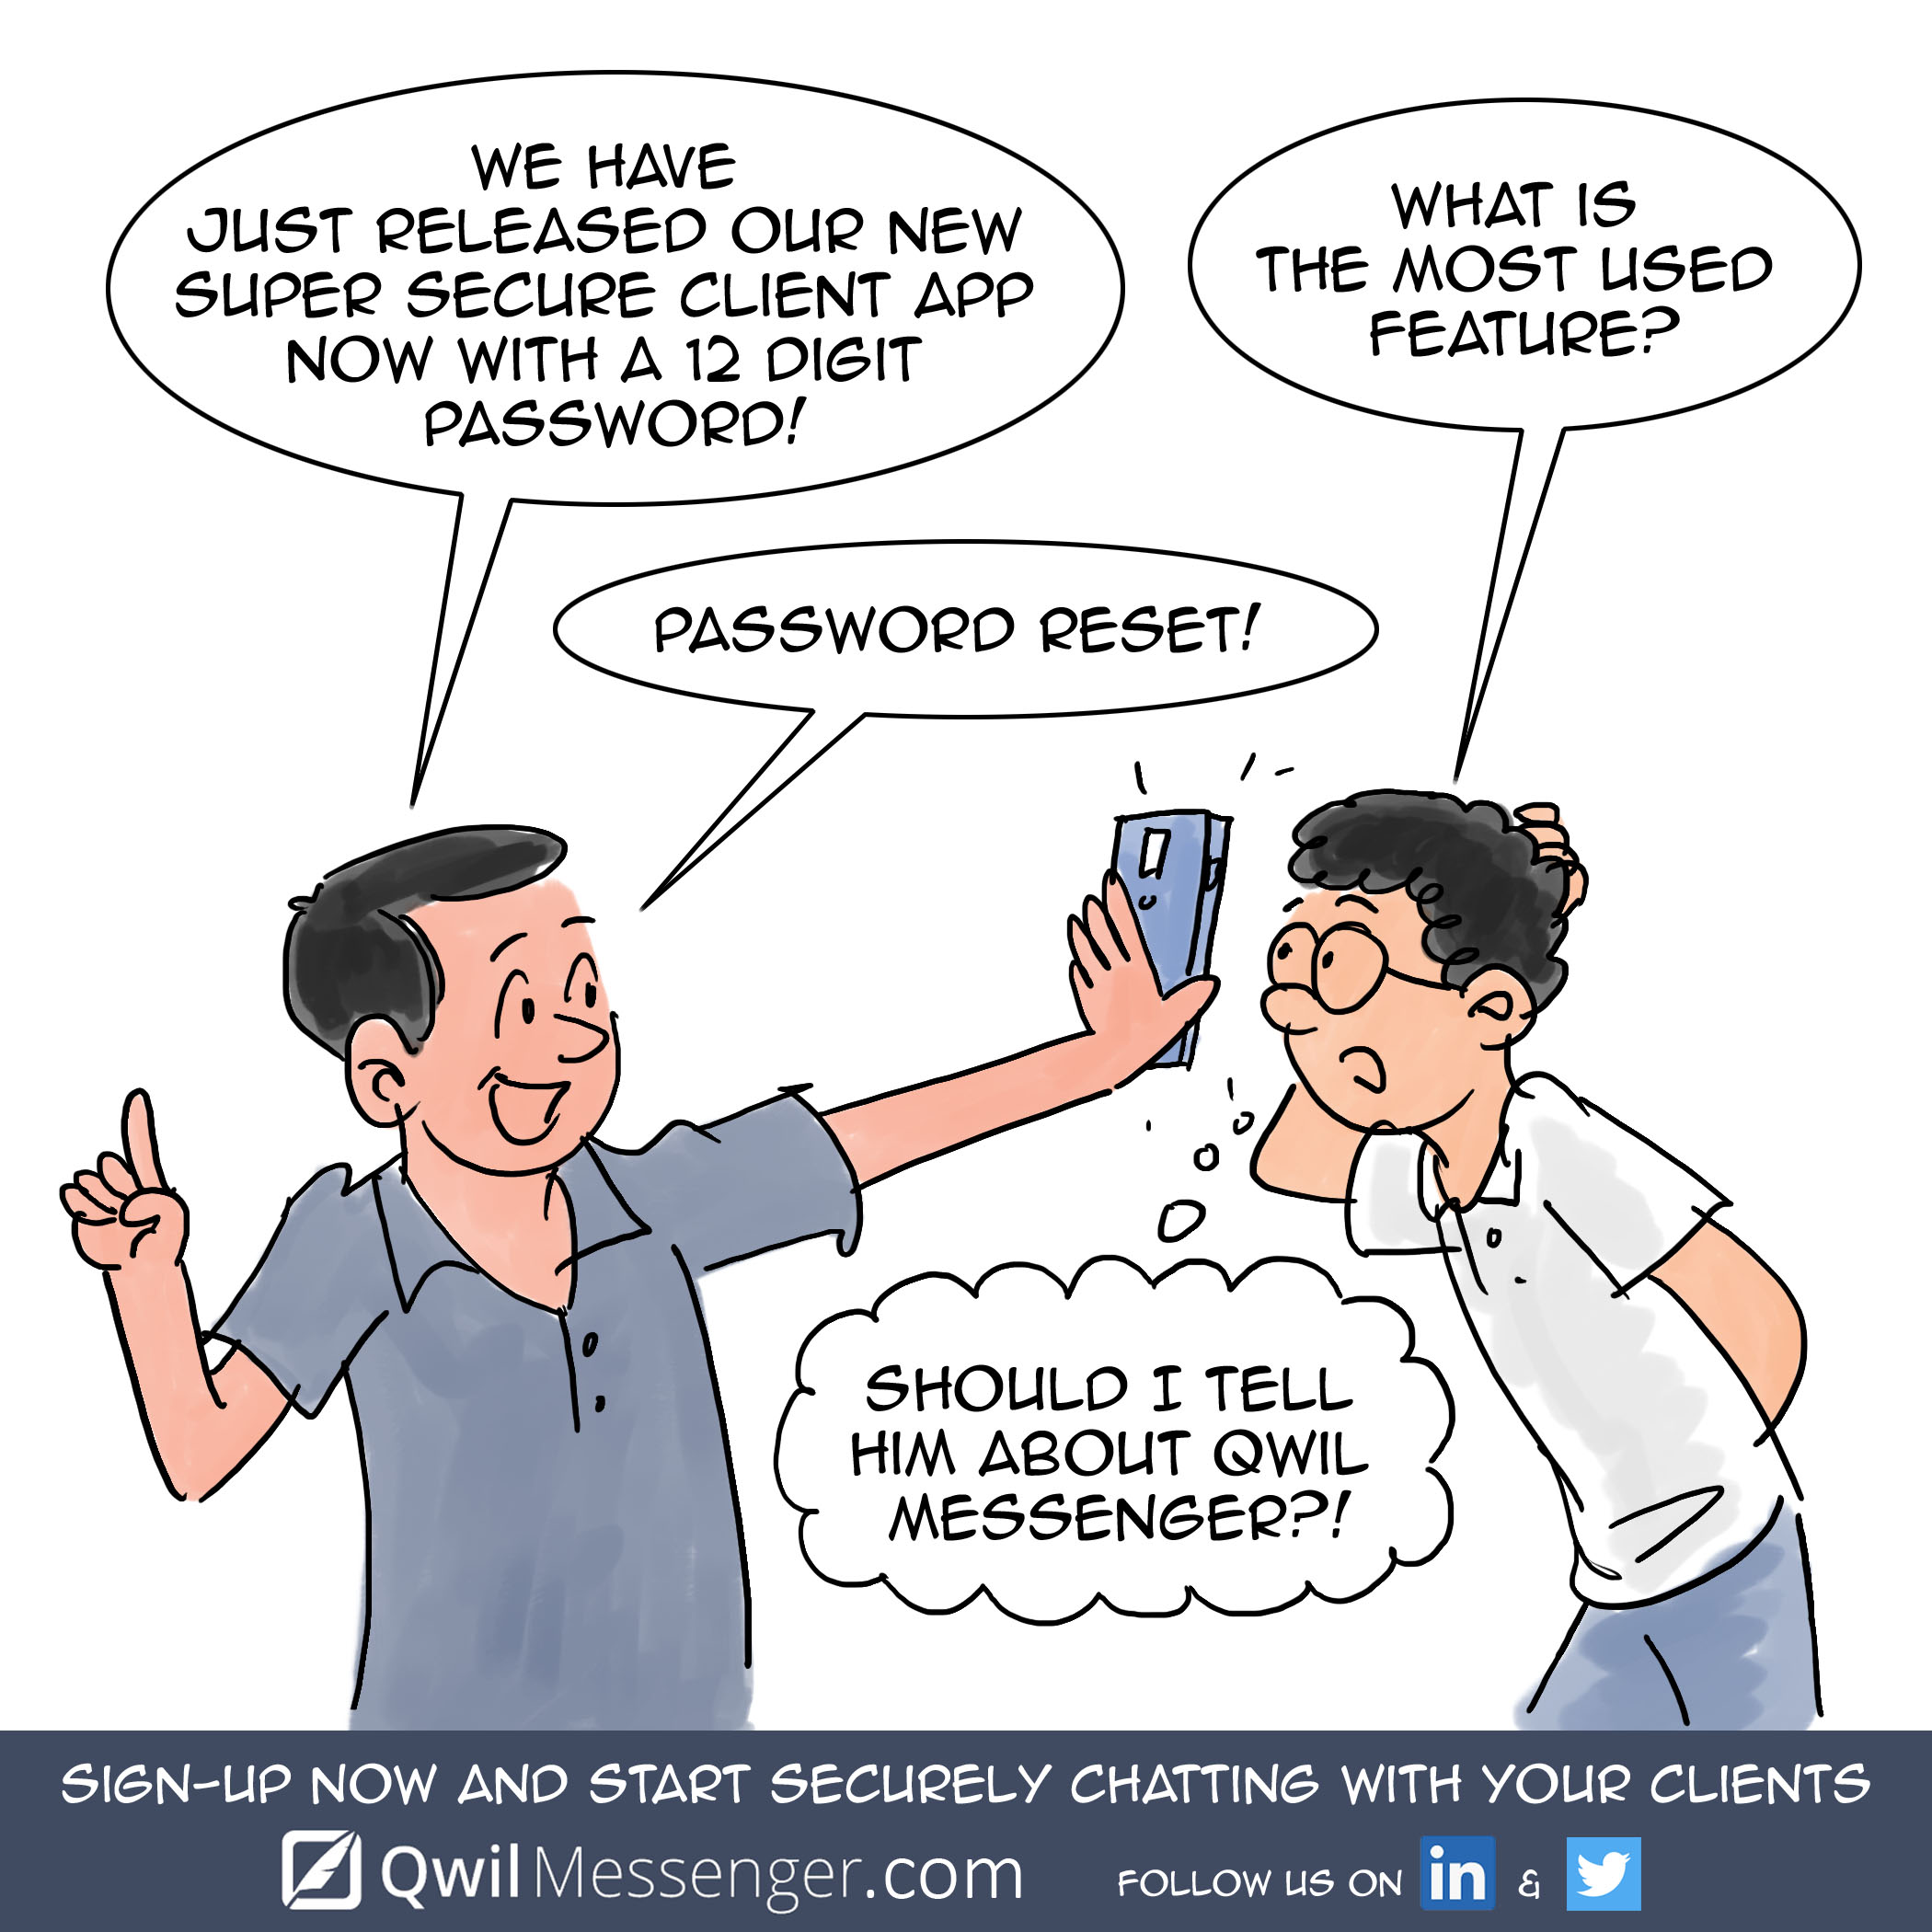 WE HAVE
JUST RELEASED OUR NEW
SUPER SECURE CLIENT APP
NOW WITH A 12 DIGIT
PASSWORD!
WHAT IS
THE MOST USED
FEATURE?
PASSWORD RESET!
SHOULD I TELL
HIM ABOUT QWIL
MESSENGER?!
SIGN-UP NOW AND START SECURELY CHATTING WITH YOUR CLIENTS
QwilMessenger.com
FOLLOW US ON in &